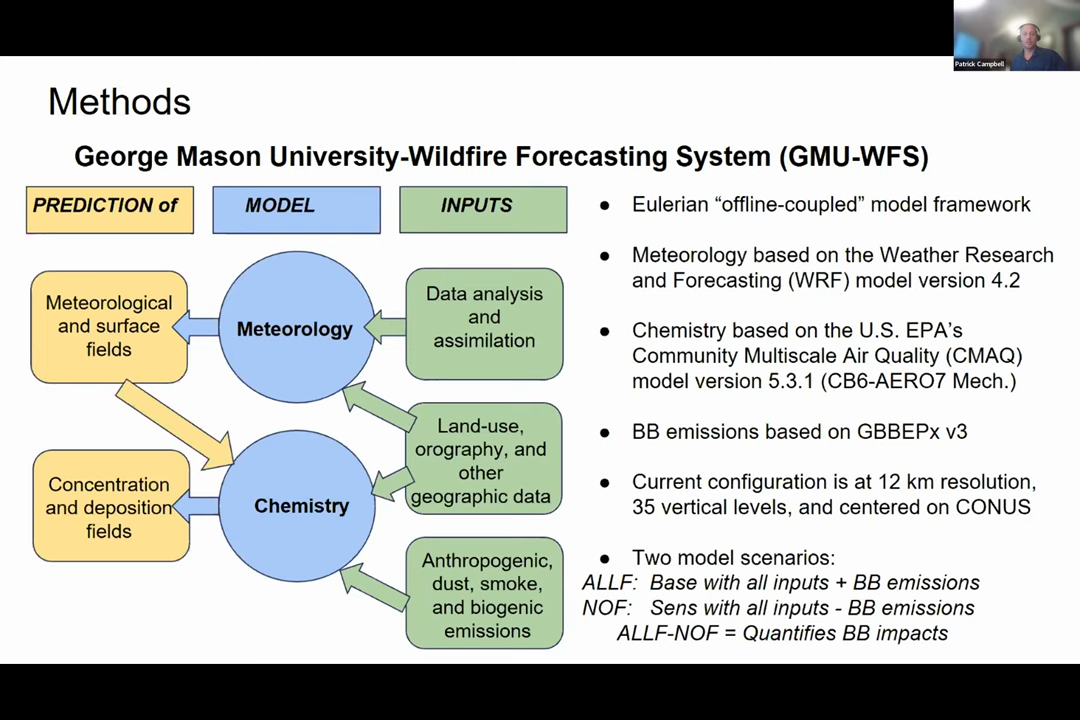 Patrick Campbell
Methods
George Mason University-Wildfire Forecasting System (GMU-WFS)
PREDICTION of
MODEL
INPUTS
Meteorological
and surface
fields
Meteorology
Data analysis
and
assimilation
Land-use,
orography, and
other
geographic data
Concentration
and deposition
fields
Chemistry
Anthropogenic,
dust, smoke,
and biogenic
emissions
● Eulerian “offline-coupled” model framework
● Meteorology based on the Weather Research
and Forecasting (WRF) model version 4.2
● Chemistry based on the U.S. EPA’s
Community Multiscale Air Quality (CMAQ)
model version 5.3.1 (CB6-AERO7 Mech.)
● BB emissions based on GBBEPx v3
● Current configuration is at 12 km resolution,
35 vertical levels, and centered on CONUS
● Two model scenarios:
ALLF: Base with all inputs + BB emissions
NOF: Sens with all inputs - BB emissions
ALLF-NOF = Quantifies BB impacts